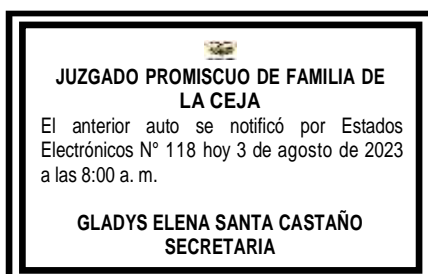 JUZGADO PROMISCUO DE FAMILIA DE
LA CEJA
El anterior auto se notificó por Estados
Electrónicos N° 118 hoy 3 de agosto de 2023
a las 8:00 a. m.
GLADYS ELENA SANTA CASTAÑO
SECRETARIA